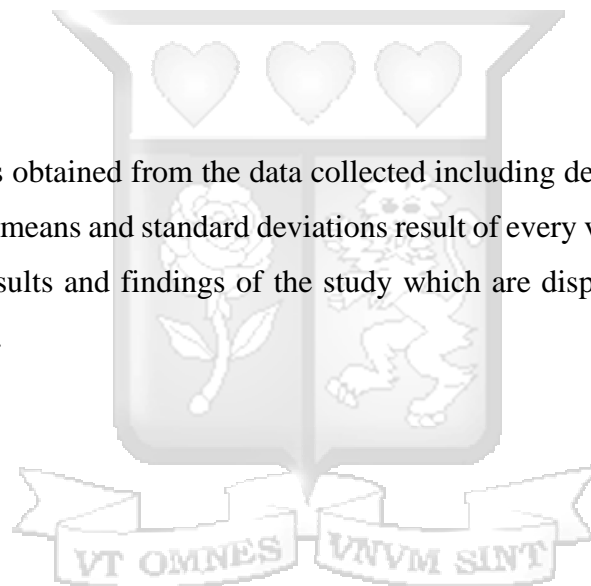 s obtained from the data collected including de
means and standard deviations result of every v
sults and findings of the study which are disp
.
VT OMNES VNVM SINT